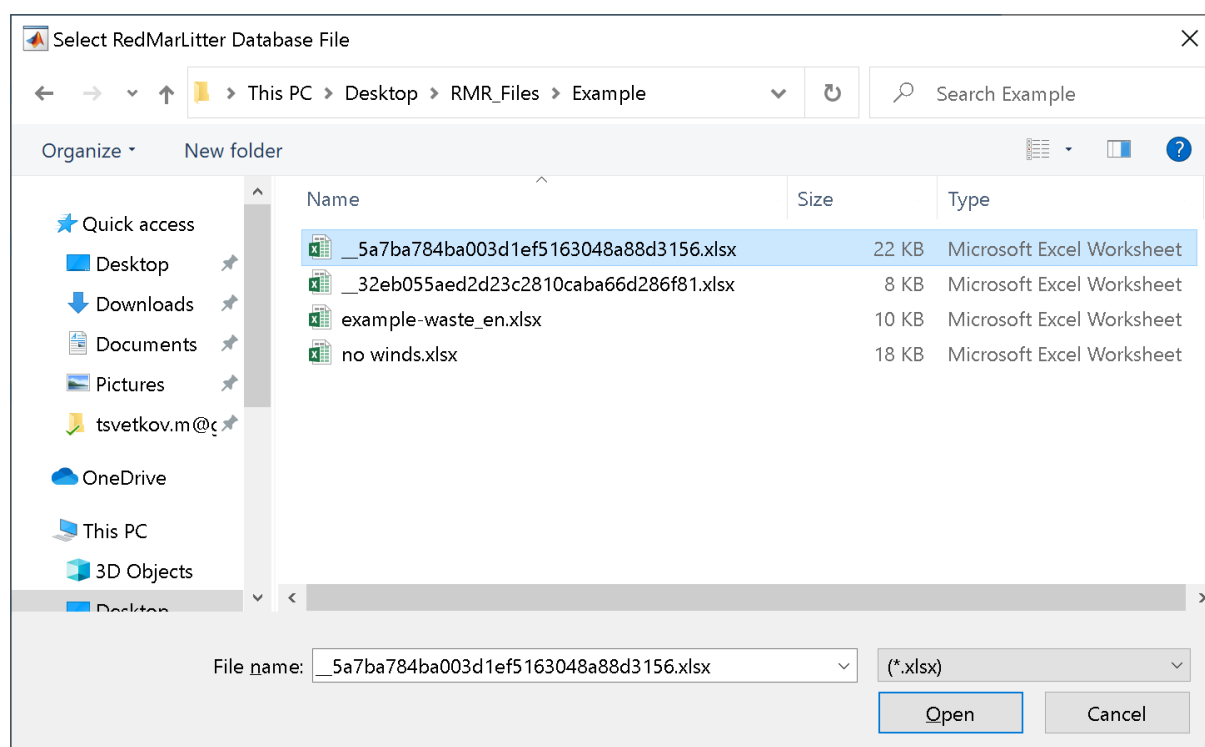 Select RedMarLitter Database File
This PC > Desktop > RMR_Files > Example
Search Example
Organize
New folder
Name Size Type
Quick access
Desktop
Downloads
Documents
Pictures
tsvetkov.m@g
OneDrive
This PC
3D Objects
Desktop
__5a7ba784ba003d1ef5163048a88d3156.xlsx 22 KB Microsoft Excel Worksheet
__32eb055aed2d23c2810caba66d286f81.xlsx 8 KB Microsoft Excel Worksheet
example-waste_en.xlsx 10 KB Microsoft Excel Worksheet
no winds.xlsx 18 KB Microsoft Excel Worksheet
File name: __5a7ba784ba003d1ef5163048a88d3156.xlsx
(*.xlsx)
Open Cancel